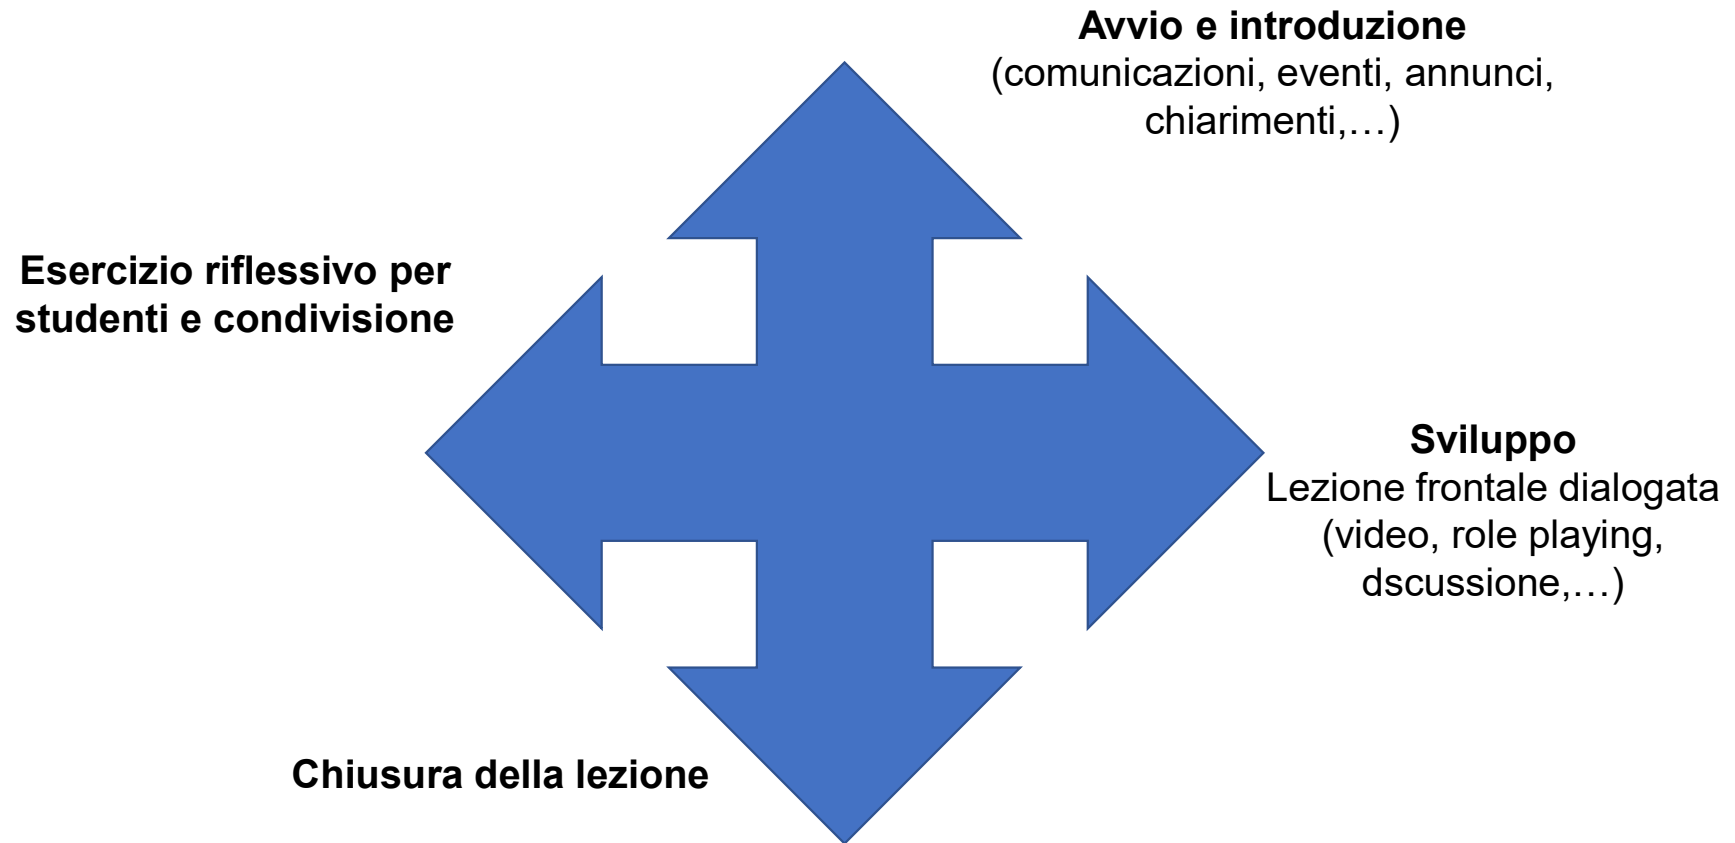 Avvio e introduzione
(comunicazioni, eventi, annunci,
chiarimenti,…)
Esercizio riflessivo per
studenti e condivisione
Sviluppo
Lezione frontale dialogata
(video, role playing,
dscussione,…)
Chiusura della lezione